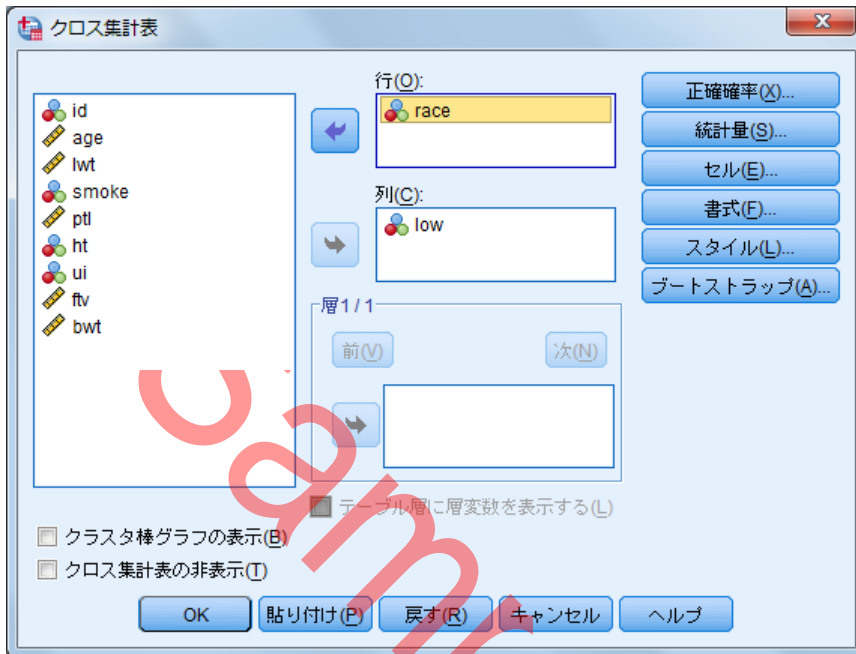 クロス集計表
id
age
lwt
smoke
ptl
ht
ui
ftv
bwt
行(O):
race
列(C):
low
層1/1
前(V)
次(N)
テーブル層に層変数を表示する(L)
正確確率(X)...
統計量(S)...
セル(E)...
書式(F)...
スタイル(L)...
ブートストラップ(A)...
クラスタ棒グラフの表示(B)
クロス集計表の非表示(T)
OK
貼り付け(P)
戻す(R)
キャンセル
ヘルプ
Sam